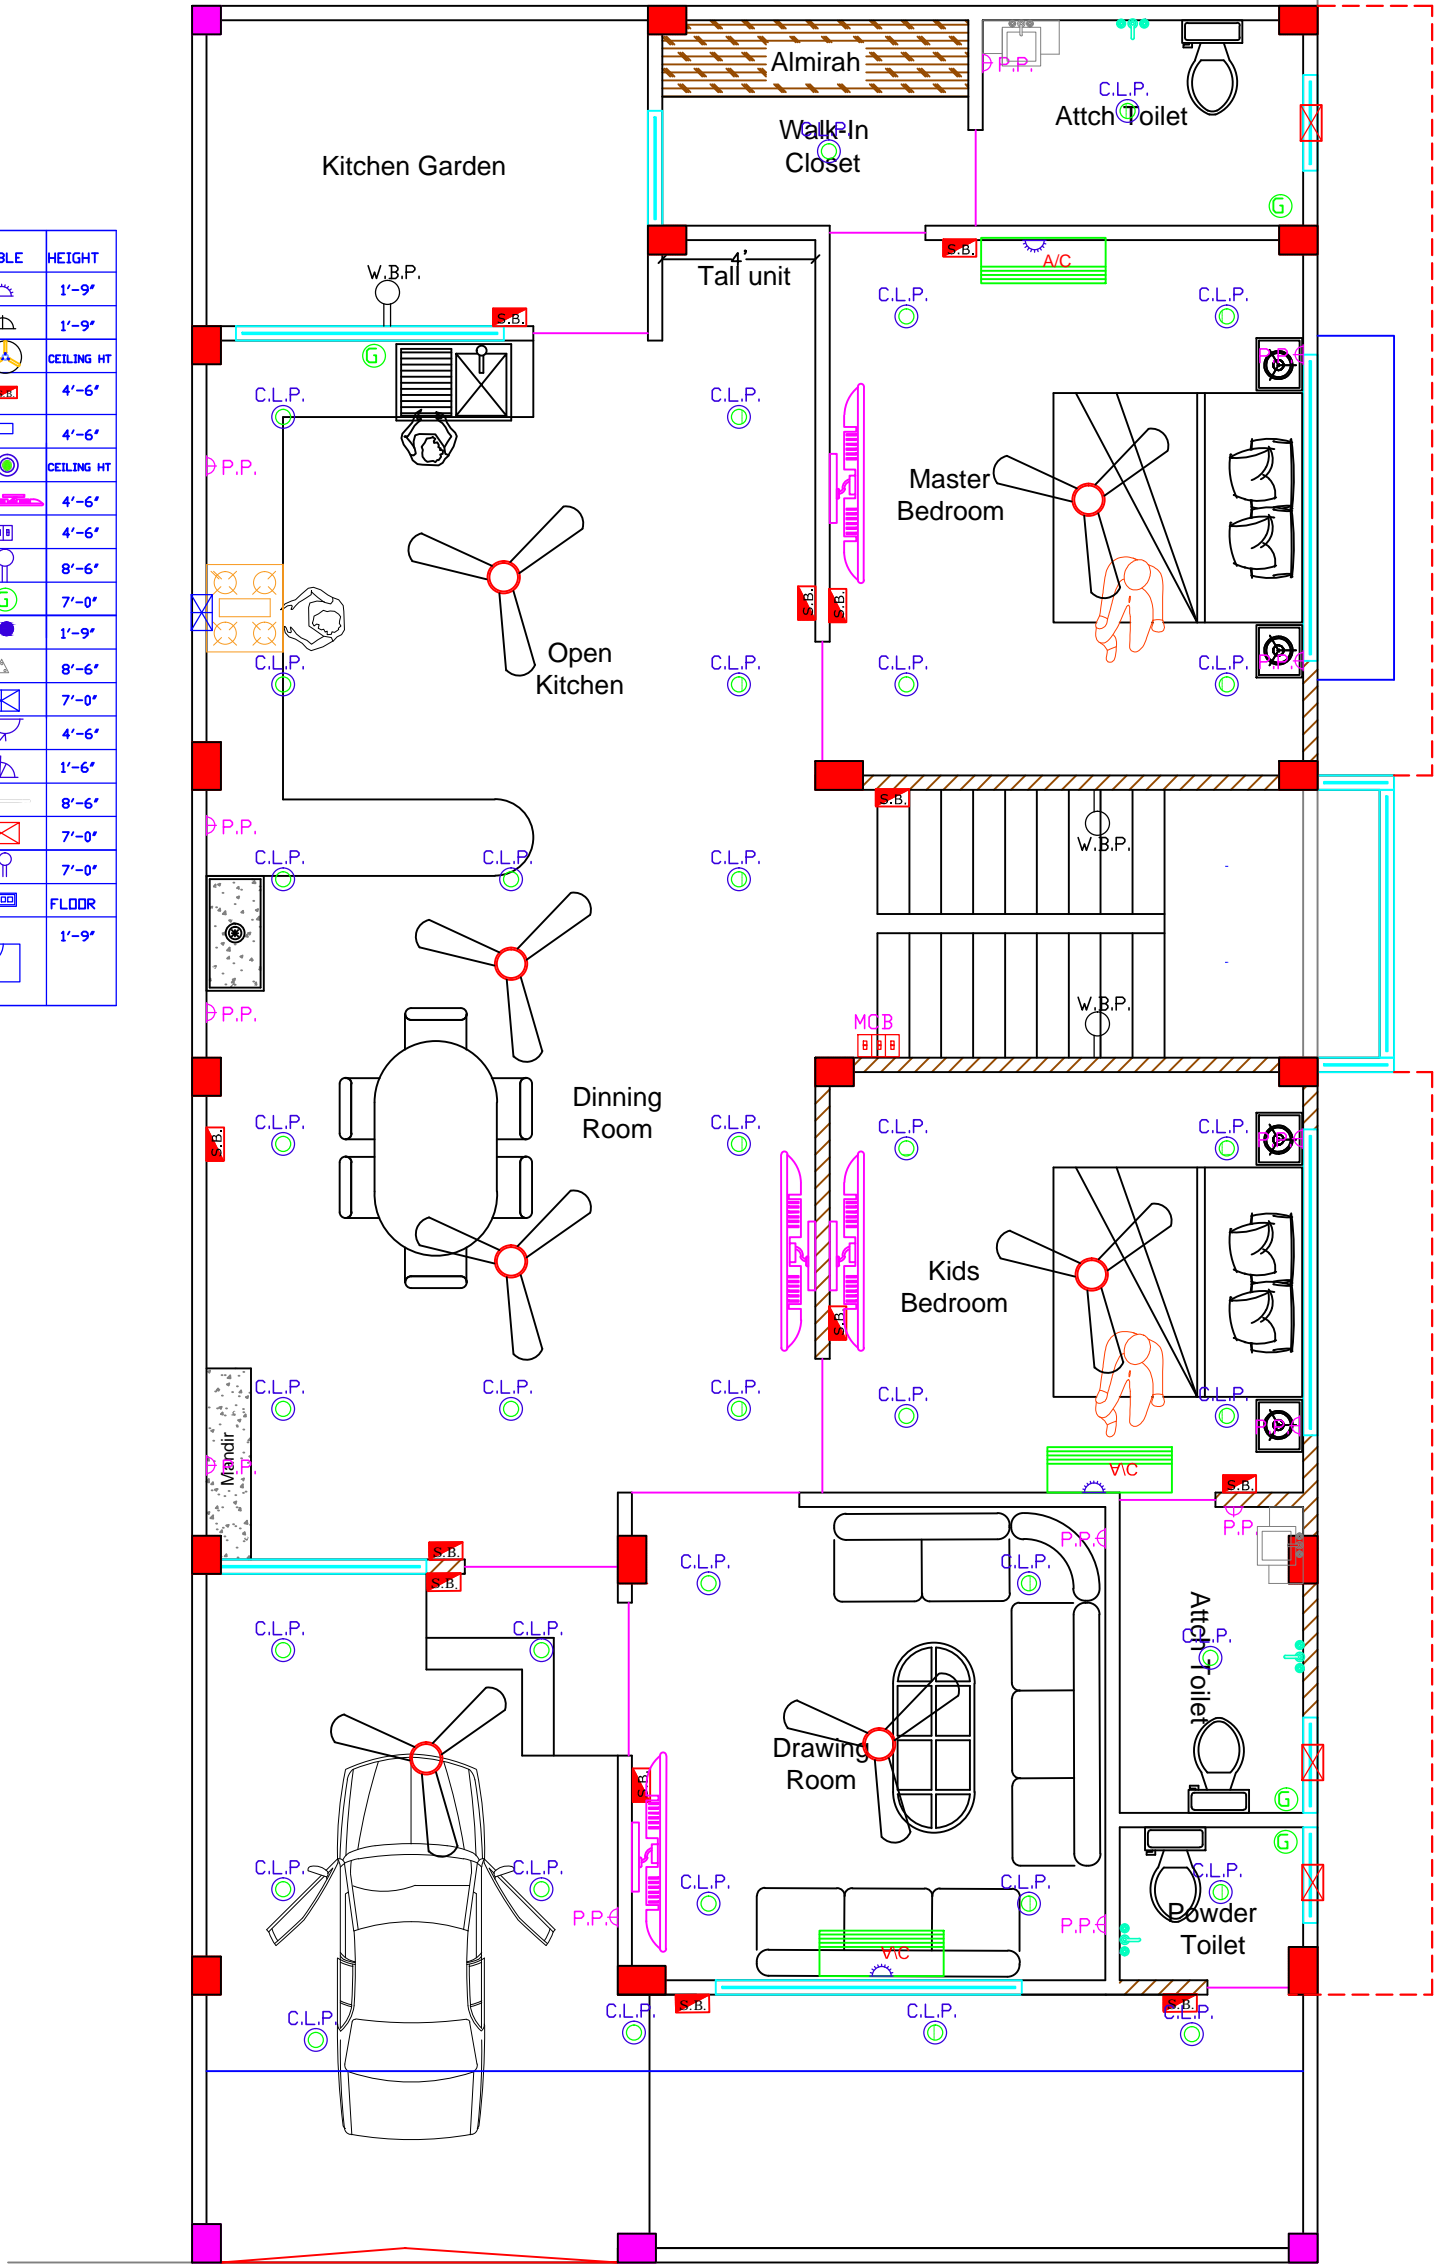 Almirah
P.P.
C.L.P.
Attch Toilet
C.L.P.
Walk-In
Closet
Kitchen Garden
G
BLE HEIGHT
1'-9"
1'-9"
CEILING HT
4'-6"
4'-6"
CEILING HT
4'-6"
4'-6"
8'-6"
G 7'-0"
1'-9"
8'-6"
7'-0"
4'-6"
1'-6"
8'-6"
7'-0"
7'-0"
FLOOR
1'-9"
S.B.
A/C
4'
Tall unit
W.B.P.
S.B.
G
C.L.P.
C.L.P.
P.P.
C.L.P.
C.L.P.
P.P.
Master
Bedroom
S.B.
S.B.
Open
Kitchen
C.L.P.
C.L.P.
C.L.P.
C.L.P.
P.P.
S.B.
P.P.
W.B.P.
C.L.P.
C.L.P.
C.L.P.
P.P.
W.B.P.
MCB
Dinning
Room
S.B.
C.L.P.
C.L.P.
C.L.P.
C.L.P.
P.P.
Kids
Bedroom
S.B.
C.L.P.
C.L.P.
C.L.P.
C.L.P.
C.L.P.
P.P.
Mandir
P.P.
A/C
S.B.
P.P.
P.P.
S.B.
S.B.
C.L.P.
C.L.P.
Attch Toilet
C.L.P.
C.L.P.
C.L.P.
Drawing
Room
S.B.
G
G
C.L.P.
C.L.P.
C.L.P.
C.L.P.
C.L.P.
P.P.
P.P.
Powder
Toilet
A/C
S.B.
S.B.
C.L.P.
C.L.P.
C.L.P.
C.L.P.